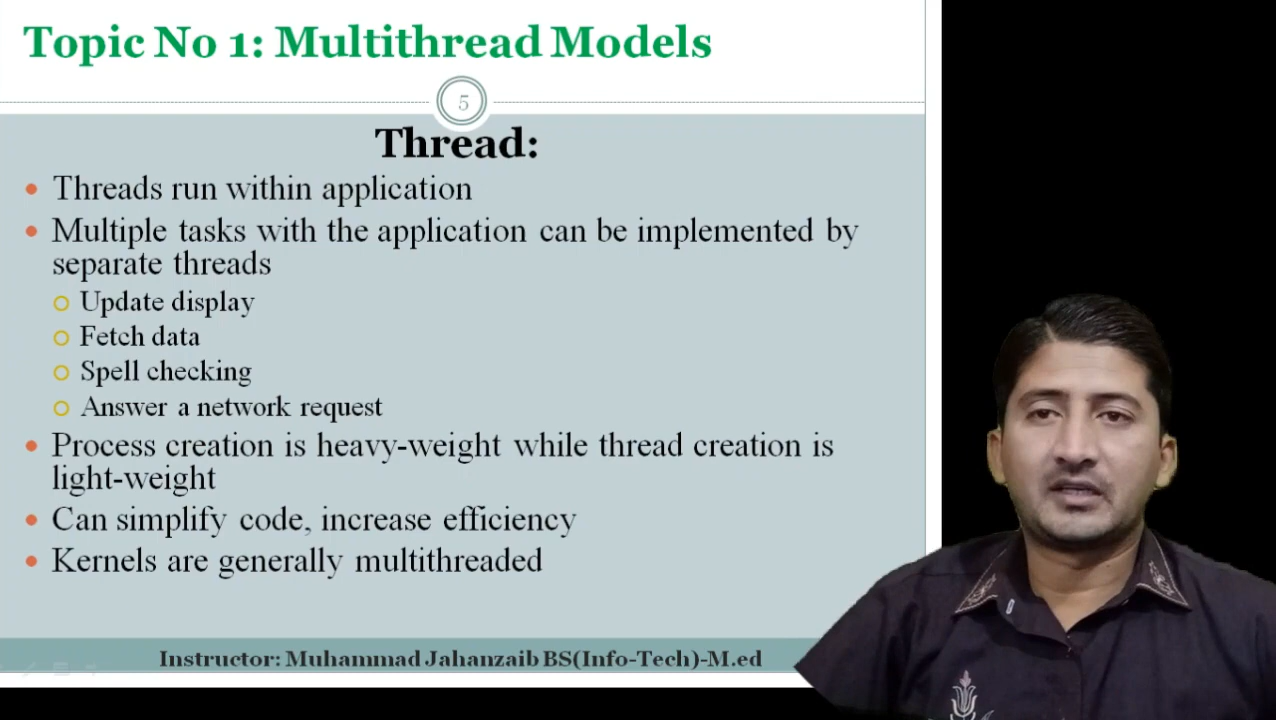 Topic No 1: Multithread Models
5
Thread:
Threads run within application
Multiple tasks with the application can be implemented by
separate threads
Update display
Fetch data
Spell checking
Answer a network request
Process creation is heavy-weight while thread creation is
light-weight
Can simplify code, increase efficiency
Kernels are generally multithreaded
Instructor: Muhammad Jahanzaib BS(Info-Tech)-M.ed